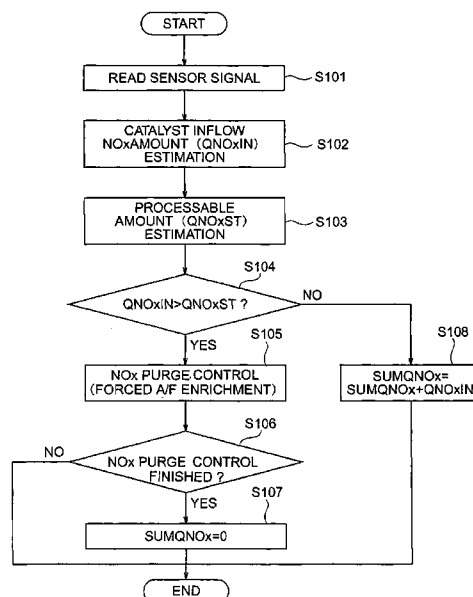 START
READ SENSOR SIGNAL
S101
CATALYST INFLOW
NOxAMOUNT (QNOxIN)
ESTIMATION
S102
PROCESSABLE
AMOUNT (QNOxST)
ESTIMATION
S103
S104
QNOxIN>QNOxST ?
NO
YES
S105
NOx PURGE CONTROL
(FORCED A/F ENRICHMENT)
S108
SUMQNOx=
SUMQNOx+QNOxIN
S106
NO
NOx PURGE CONTROL
FINISHED ?
YES
S107
SUMQNOx=0
END